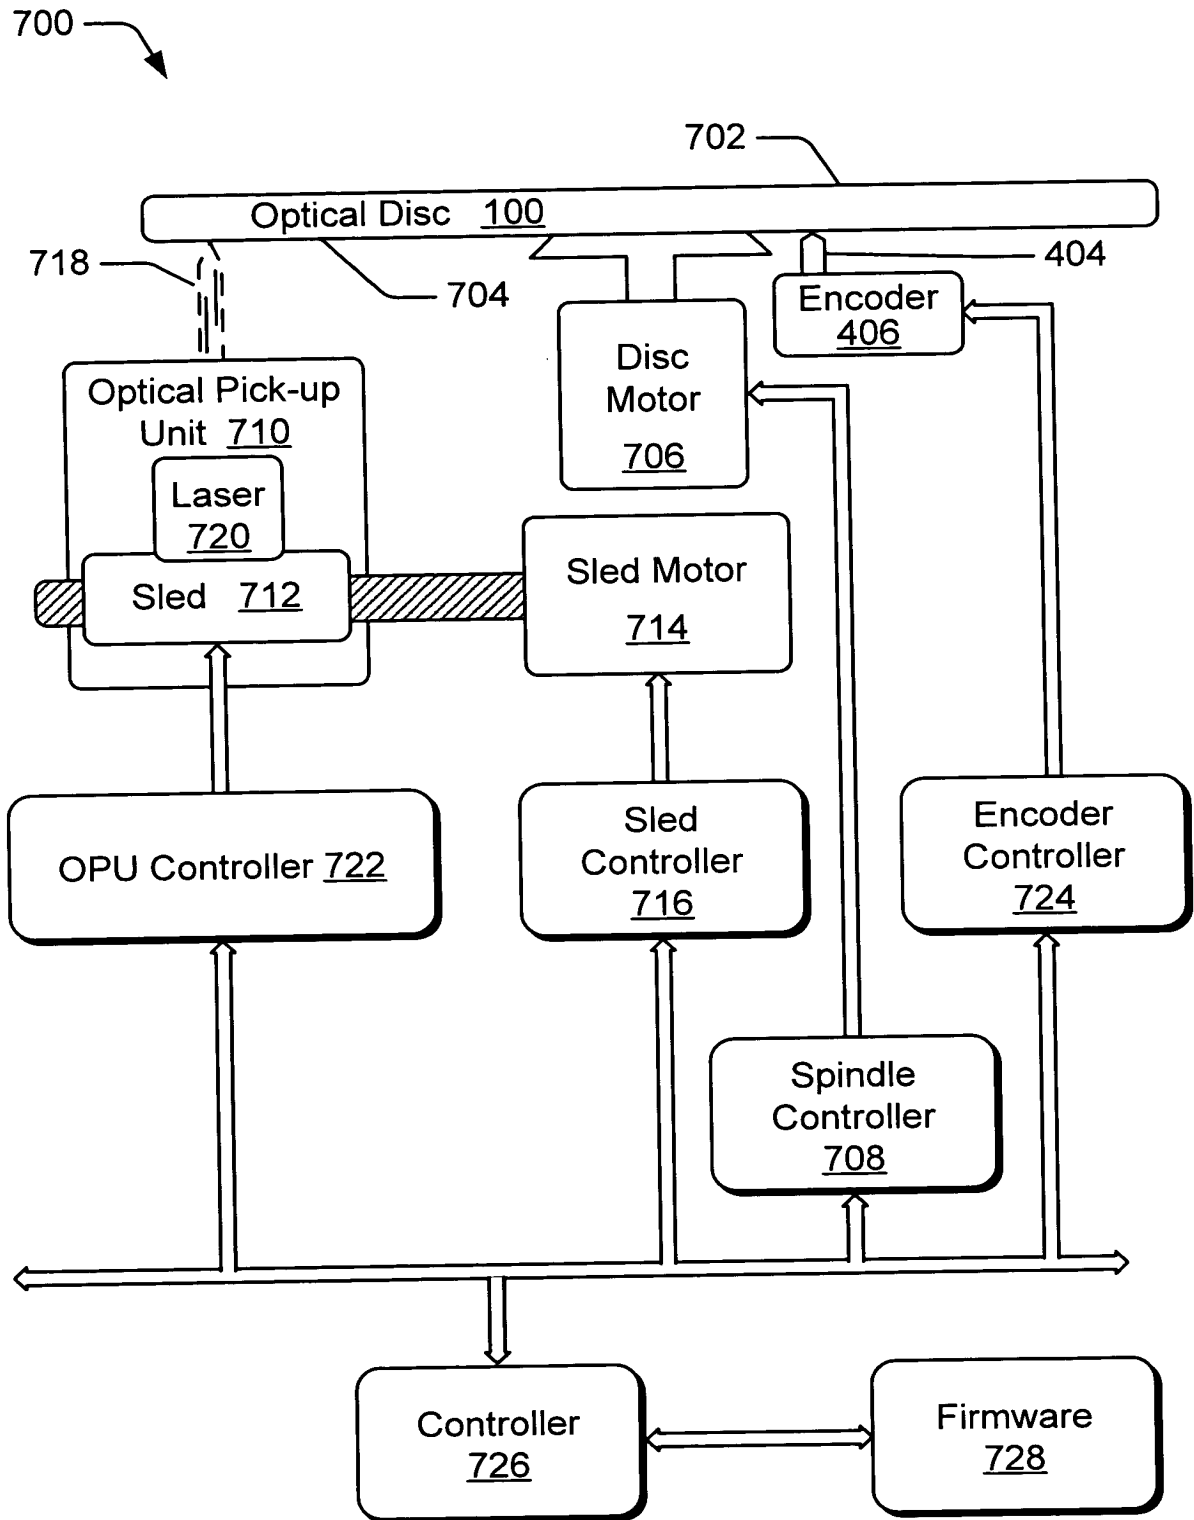 700
702
Optical Disc 100
718
704
404
Encoder
406
Disc
Motor
706
Optical Pick-up
Unit 710
Laser
720
Sled 712
Sled Motor
714
OPU Controller 722
Sled
Controller
716
Encoder
Controller
724
Spindle
Controller
708
Controller
726
Firmware
728